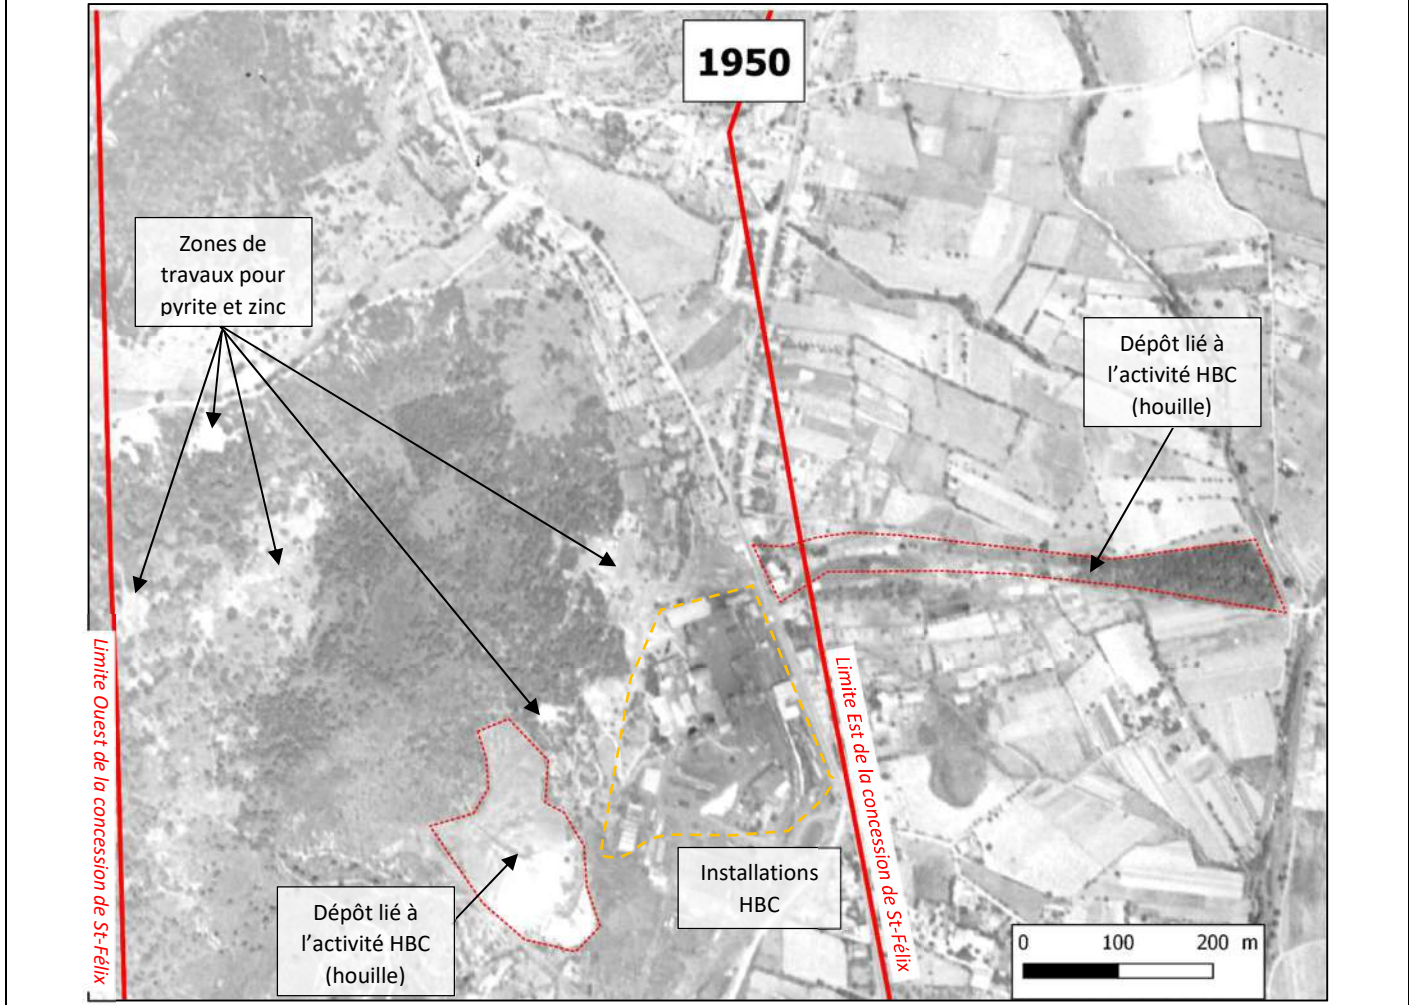 1950
Zones de
travaux pour
pyrite et zinc
Dépôt lié à
l’activité HBC
(houille)
Limite Ouest de la concession de St-Félix
Limite Est de la concession de St-Félix
Installations
HBC
Dépôt lié à
l’activité HBC
(houille)
0 100 200 m